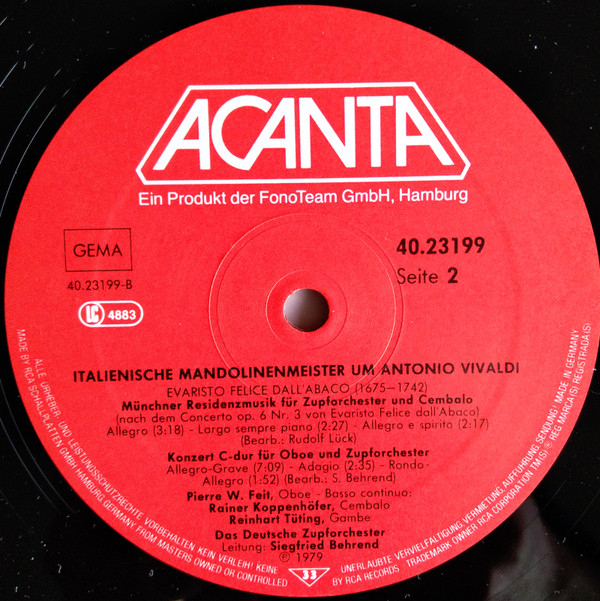 ACANTA
Ein Produkt der FonoTeam GmbH, Hamburg
GEMA
40.23199-B
LC 4883
40.23199
Seite 2
ITALIENISCHE MANDOLINENMEISTER UM ANTONIO VIVALDI
EVARISTO FELICE DALL'ABACO (1675—1742)
Münchner Residenzmusik für Zupforchester und Cembalo
(nach dem Concerto op. 6 Nr. 3 von Evaristo Felice dall'Abaco)
Allegro (3:18) - Largo sempre piano (2:27) - Allegro e spirito (2:17)
(Bearb.: Rudolf Lück)
Konzert C-dur für Oboe und Zupforchester
Allegro-Grave (7:09) - Adagio (2:35) - Rondo-
Allegro (1:52) (Bearb.: S. Behrend)
Pierre W. Feit, Oboe - Basso continuo:
Rainer Koppenhöfer, Cembalo
Reinhart Tüting, Gambe
Das Deutsche Zupforchester
Leitung: Siegfried Behrend
℗ 1979
33
ALLE URHEBER- UND LEISTUNGSSCHUTZRECHTE VORBEHALTEN KEIN VERLEIH! KEINE UNERLAUBTE VERVIELFÄLTIGUNG, VERMIETUNG, AUFFÜHRUNG, SENDUNG! MADE IN GERMANY
MADE BY RCA SCHALLPLATTEN GMBH HAMBURG GERMANY FROM MASTERS OWNED OR CONTROLLED BY RCA RECORDS TRADEMARK OWNER RCA CORPORATION TM(S) ® REG MARCA(S) REGISTRADA(S)